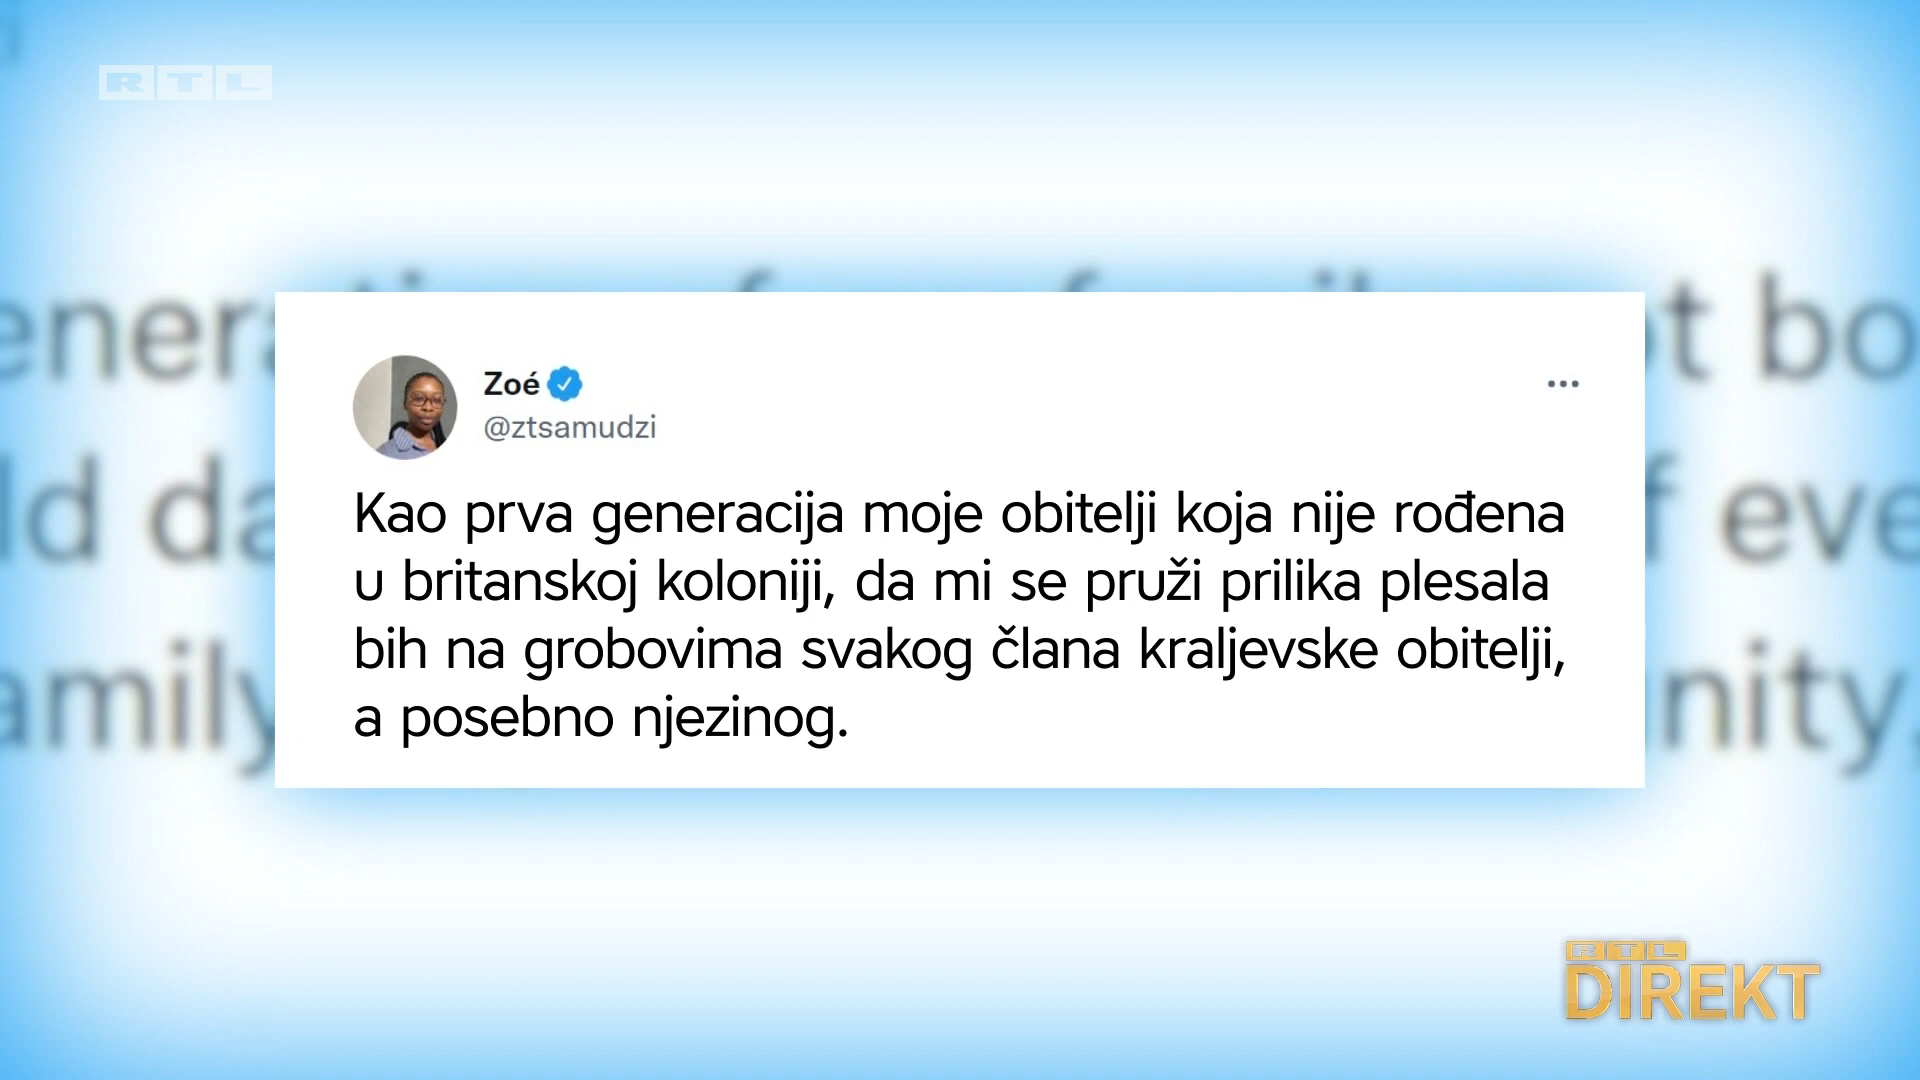 RTL
Zoé
@ztsamudzi
Kao prva generacija moje obitelji koja nije rođena
u britanskoj koloniji, da mi se pruži prilika plesala
bih na grobovima svakog člana kraljevske obitelji,
a posebno njezinog.
RTL
DIREKT